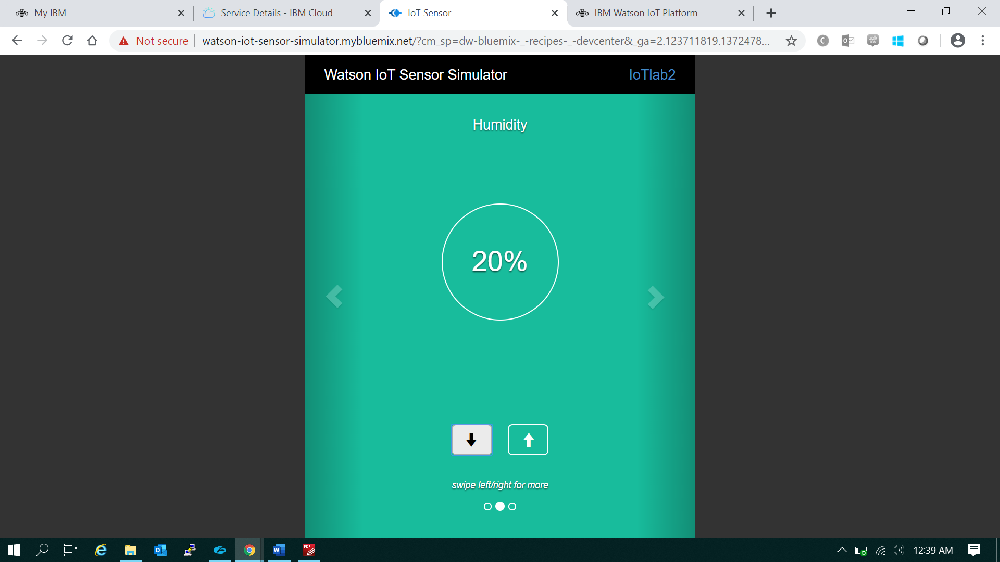 My IBM
Service Details - IBM Cloud
IoT Sensor
IBM Watson IoT Platform
Not secure
watson-iot-sensor-simulator.mybluemix.net/?cm_sp=dw-bluemix-_-recipes-_-devcenter&_ga=2.123711819.1372478...
Watson IoT Sensor Simulator
IoTlab2
Humidity
20%
swipe left/right for more
12:39 AM